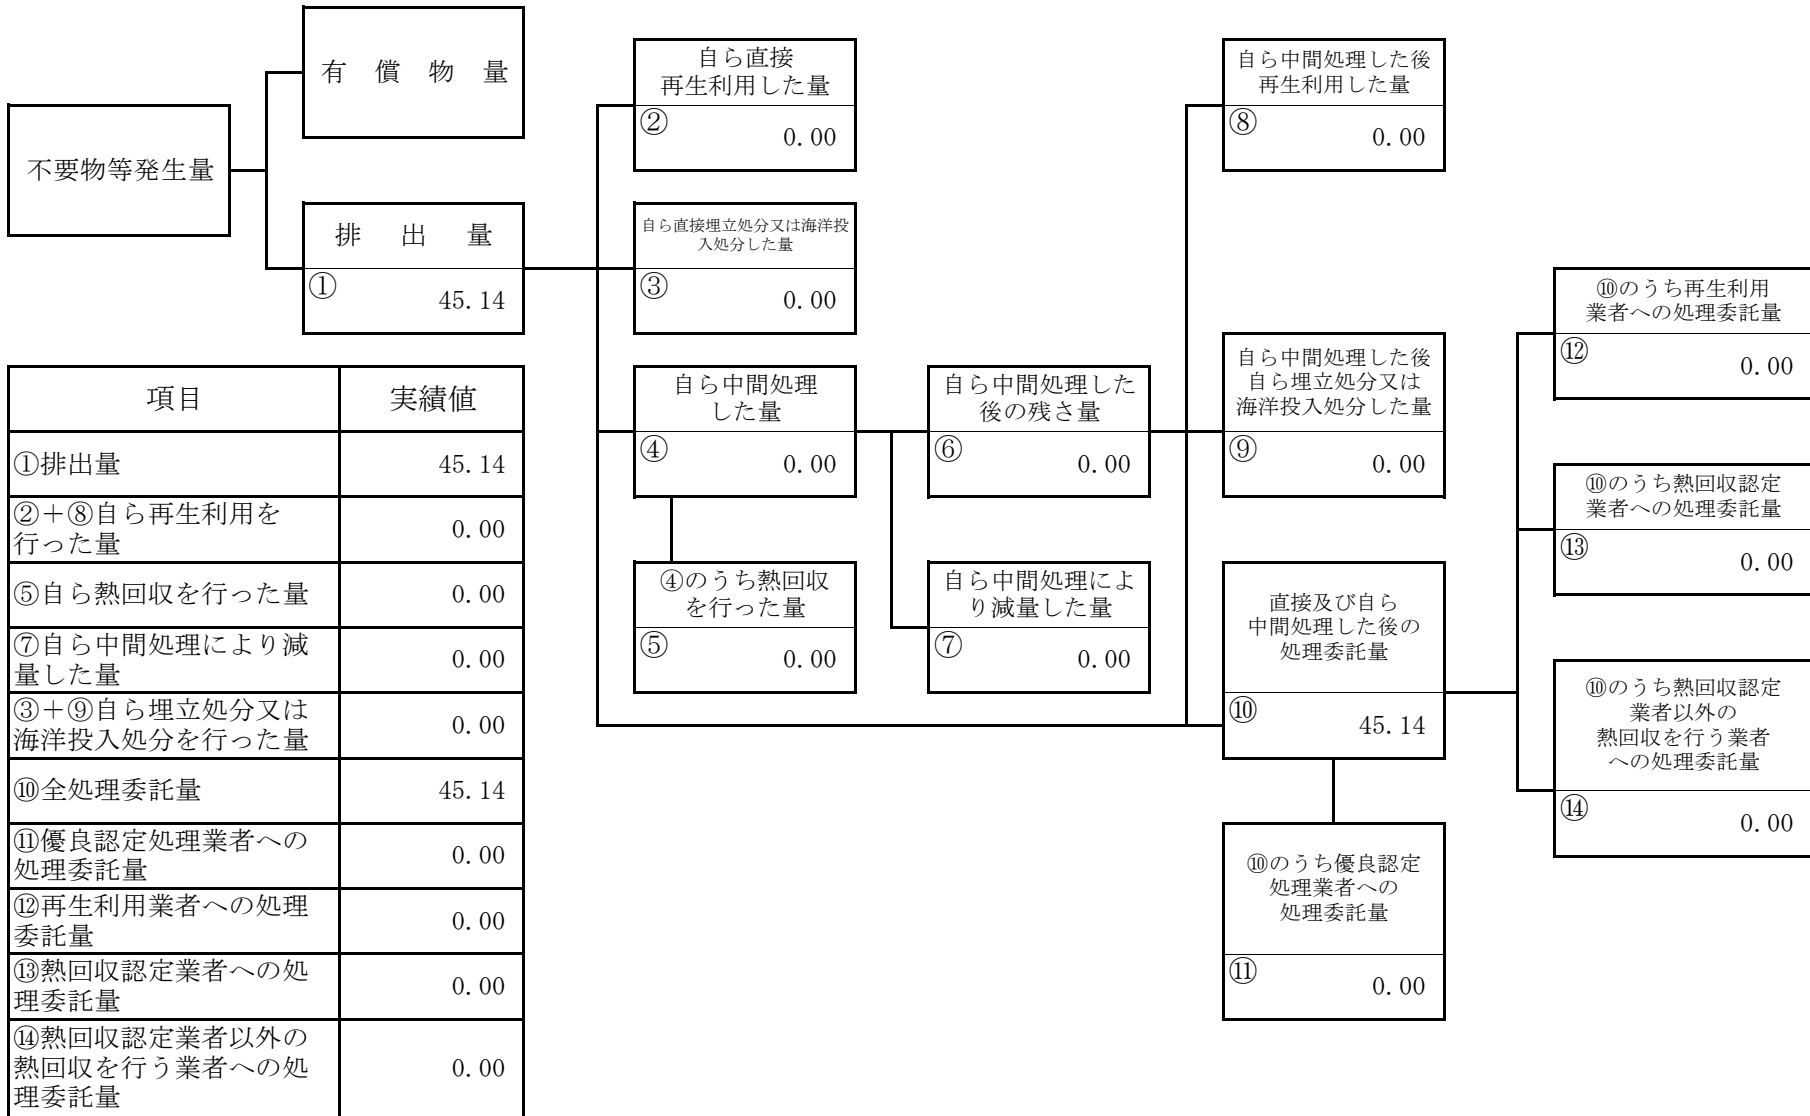 有 償 物 量
不要物等発生量
排 出 量
①
45.14
自ら直接
再生利用した量
②
0.00
自ら直接埋立処分又は海洋投
入処分した量
③
0.00
自ら中間処理
した量
④
0.00
④のうち熱回収
を行った量
⑤
0.00
自ら中間処理した
後の残さ量
⑥
0.00
自ら中間処理によ
り減量した量
⑦
0.00
自ら中間処理した後
再生利用した量
⑧
0.00
自ら中間処理した後
自ら埋立処分又は
海洋投入処分した量
⑨
0.00
直接及び自ら
中間処理した後の
処理委託量
⑩
45.14
⑩のうち優良認定
処理業者への
処理委託量
⑪
0.00
⑩のうち再生利用
業者への処理委託量
⑫
0.00
⑩のうち熱回収認定
業者への処理委託量
⑬
0.00
⑩のうち熱回収認定
業者以外の
熱回収を行う業者
への処理委託量
⑭
0.00
項目 実績値
①排出量 45.14
②＋⑧自ら再生利用を
行った量 0.00
⑤自ら熱回収を行った量 0.00
⑦自ら中間処理により減
量した量 0.00
③＋⑨自ら埋立処分又は
海洋投入処分を行った量 0.00
⑩全処理委託量 45.14
⑪優良認定処理業者への
処理委託量 0.00
⑫再生利用業者への処理
委託量 0.00
⑬熱回収認定業者への処
理委託量 0.00
⑭熱回収認定業者以外の
熱回収を行う業者への処 0.00
理委託量